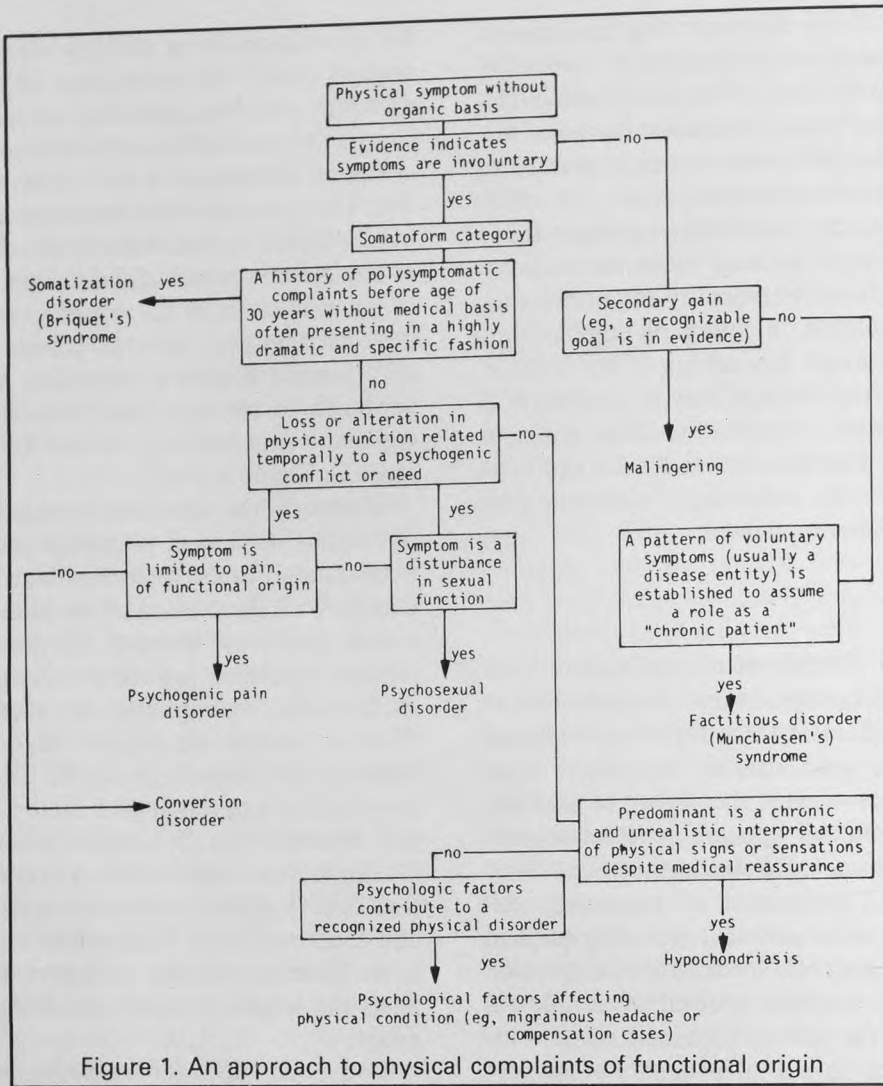 Physical symptom without
organic basis
Evidence indicates
symptoms are involuntary
no
yes
Somatoform category
Somatization
disorder
(Briquet's)
syndrome
yes
A history of polysymptomatic
complaints before age of
30 years without medical basis
often presenting in a highly
dramatic and specific fashion
Secondary gain
(eg, a recognizable
goal is in evidence)
no
no
Loss or alteration in
physical function related
temporally to a psychogenic
conflict or need
no
yes
Malingering
yes
yes
no
Symptom is
limited to pain,
of functional origin
no
Symptom is a
disturbance
in sexual
function
A pattern of voluntary
symptoms (usually a
disease entity) is
established to assume
a role as a
"chronic patient"
yes
Psychogenic pain
disorder
yes
Psychosexual
disorder
yes
Factitious disorder
(Munchausen's)
syndrome
Conversion
disorder
Predominant is a chronic
and unrealistic interpretation
of physical signs or sensations
despite medical reassurance
no
Psychologic factors
contribute to a
recognized physical disorder
yes
Hypochondriasis
yes
Psychological factors affecting
physical condition (eg, migrainous headache or
compensation cases)
Figure 1. An approach to physical complaints of functional origin